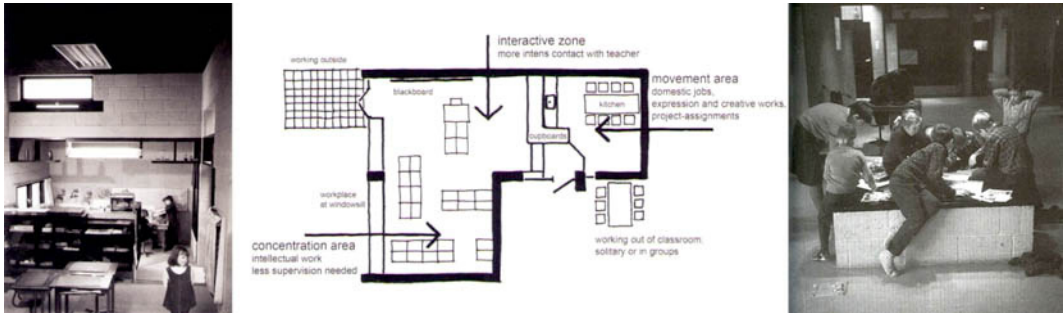 interactive zone
more intens contact with teacher
working outside
blackboard
movement area
domestic jobs,
expression and creative works,
project-assignments
kitchen
cupboards
workplace
at windowsill
concentration area
intellectual work
less supervision needed
working out of classroom
solitary or in groups